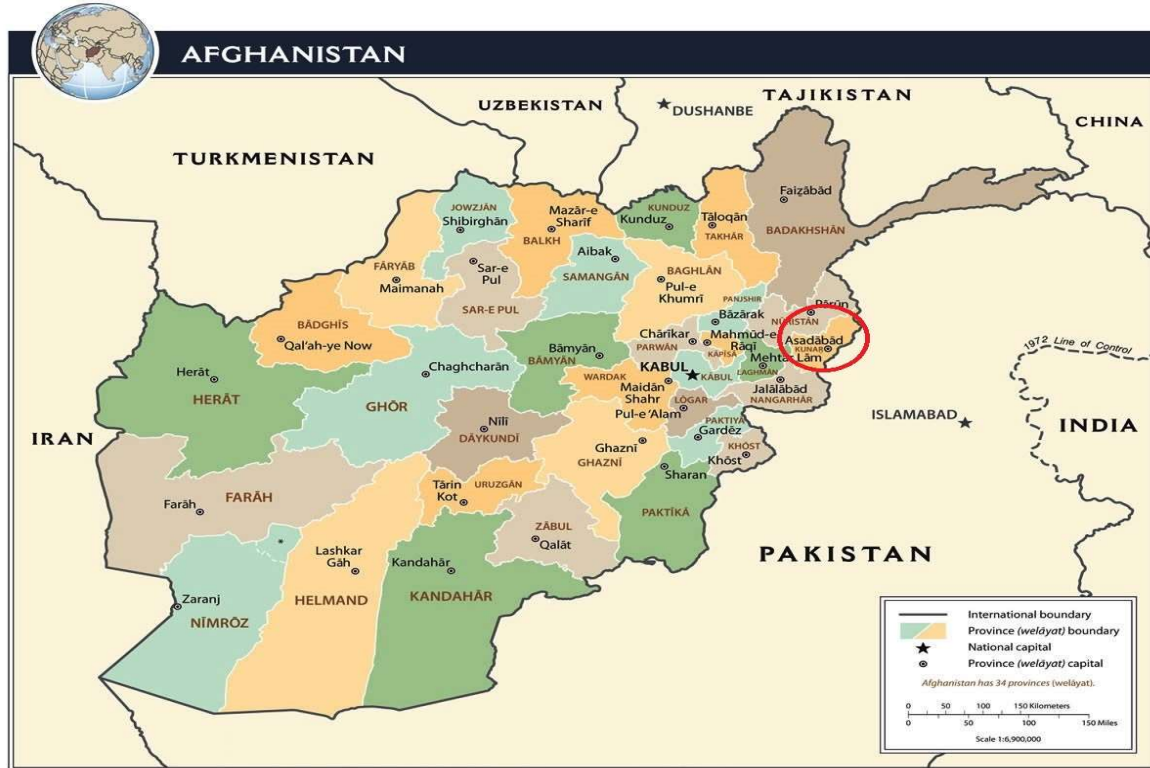 AFGHANISTAN
UZBEKISTAN
DUSHANBE
TAJIKISTAN
CHINA
TURKMENISTAN
JOWZJĀN
Shibirghān
Mazār-e
Sharīf
BALKH
KUNDUZ
Kunduz
Tāloqān
TAKHĀR
Faiẕābād
BADAKHSHĀN
FĀRYĀB
Maimanah
Sar-e
Pul
SAR-E PUL
Aibak
SAMANGĀN
BAGHLĀN
Pul-e
Khumrī
PANJSHIR
Bāzārak
Pārūn
NŪRISTĀN
BĀDGHĪS
Qal'ah-ye Now
Chārīkar
PARWĀN
Mahmūd-e
Rāqī
KĀPĪSĀ
Asadābād
KUNAR
Mehtar Lām
LAGHMĀN
Herāt
HERĀT
Chaghcharān
GHŌR
Bāmyān
BĀMYĀN
KABUL
KĀBUL
WARDAK
Maidān
Shahr
Jalālābād
NANGARHĀR
1972 Line of Control
IRAN
Nīlī
DĀYKUNDĪ
LŌGAR
Pul-e 'Alam
PAKTIYĀ
Gardēz
KHŌST
Khōst
Ghaznī
GHAZNĪ
Sharan
PAKTĪKĀ
ISLAMABAD
INDIA
FARĀH
Farāh
Tārin
Kot
URUZGĀN
ZĀBUL
Qalāt
Lashkar
Gāh
HELMAND
Kandahār
KANDAHĀR
Zaranj
NĪMRŌZ
PAKISTAN
International boundary
Province (welāyat) boundary
National capital
Province (welāyat) capital
Afghanistan has 34 provinces (welāyat).
0 50 100 150 Kilometers
0 50 100 150 Miles
Scale 1:6,900,000